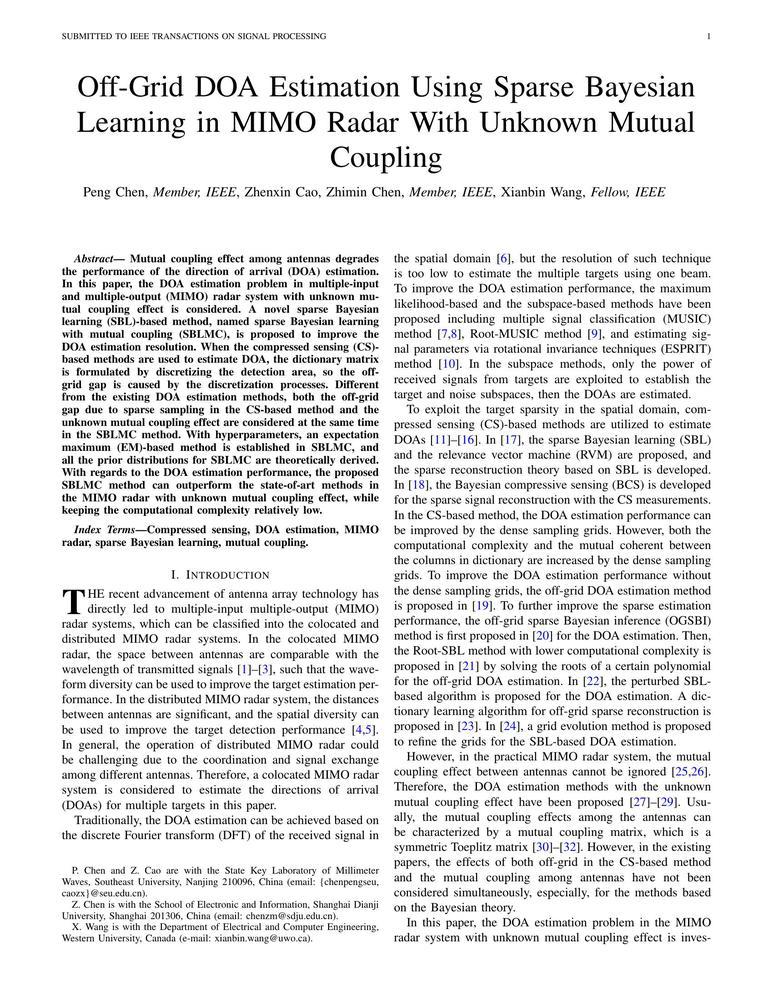 SUBMITTED TO IEEE TRANSACTIONS ON SIGNAL PROCESSING 1
Off-Grid DOA Estimation Using Sparse Bayesian
Learning in MIMO Radar With Unknown Mutual
Coupling
Peng Chen, Member, IEEE, Zhenxin Cao, Zhimin Chen, Member, IEEE, Xianbin Wang, Fellow, IEEE
Abstract— Mutual coupling effect among antennas degrades
the performance of the direction of arrival (DOA) estimation.
In this paper, the DOA estimation problem in multiple-input
and multiple-output (MIMO) radar system with unknown mu-
tual coupling effect is considered. A novel sparse Bayesian
learning (SBL)-based method, named sparse Bayesian learning
with mutual coupling (SBLMC), is proposed to improve the
DOA estimation resolution. When the compressed sensing (CS)-
based methods are used to estimate DOA, the dictionary matrix
is formulated by discretizing the detection area, so the off-
grid gap is caused by the discretization processes. Different
from the existing DOA estimation methods, both the off-grid
gap due to sparse sampling in the CS-based method and the
unknown mutual coupling effect are considered at the same time
in the SBLMC method. With hyperparameters, an expectation
maximum (EM)-based method is established in SBLMC, and
all the prior distributions for SBLMC are theoretically derived.
With regards to the DOA estimation performance, the proposed
SBLMC method can outperform the state-of-art methods in
the MIMO radar with unknown mutual coupling effect, while
keeping the computational complexity relatively low.
Index Terms—Compressed sensing, DOA estimation, MIMO
radar, sparse Bayesian learning, mutual coupling.
I. INTRODUCTION
THE recent advancement of antenna array technology has
directly led to multiple-input multiple-output (MIMO)
radar systems, which can be classified into the colocated and
distributed MIMO radar systems. In the colocated MIMO
radar, the space between antennas are comparable with the
wavelength of transmitted signals [1]–[3], such that the wave-
form diversity can be used to improve the target estimation per-
formance. In the distributed MIMO radar system, the distances
between antennas are significant, and the spatial diversity can
be used to improve the target detection performance [4,5].
In general, the operation of distributed MIMO radar could
be challenging due to the coordination and signal exchange
among different antennas. Therefore, a colocated MIMO radar
system is considered to estimate the directions of arrival
(DOAs) for multiple targets in this paper.
Traditionally, the DOA estimation can be achieved based on
the discrete Fourier transform (DFT) of the received signal in
P. Chen and Z. Cao are with the State Key Laboratory of Millimeter
Waves, Southeast University, Nanjing 210096, China (email: {chenpengseu,
caozx}@seu.edu.cn).
Z. Chen is with the School of Electronic and Information, Shanghai Dianji
University, Shanghai 201306, China (email: chenzm@sdju.edu.cn).
X. Wang is with the Department of Electrical and Computer Engineering,
Western University, Canada (e-mail: xianbin.wang@uwo.ca).
the spatial domain [6], but the resolution of such technique
is too low to estimate the multiple targets using one beam.
To improve the DOA estimation performance, the maximum
likelihood-based and the subspace-based methods have been
proposed including multiple signal classification (MUSIC)
method [7,8], Root-MUSIC method [9], and estimating sig-
nal parameters via rotational invariance techniques (ESPRIT)
method [10]. In the subspace methods, only the power of
received signals from targets are exploited to establish the
target and noise subspaces, then the DOAs are estimated.
To exploit the target sparsity in the spatial domain, com-
pressed sensing (CS)-based methods are utilized to estimate
DOAs [11]–[16]. In [17], the sparse Bayesian learning (SBL)
and the relevance vector machine (RVM) are proposed, and
the sparse reconstruction theory based on SBL is developed.
In [18], the Bayesian compressive sensing (BCS) is developed
for the sparse signal reconstruction with the CS measurements.
In the CS-based method, the DOA estimation performance can
be improved by the dense sampling grids. However, both the
computational complexity and the mutual coherent between
the columns in dictionary are increased by the dense sampling
grids. To improve the DOA estimation performance without
the dense sampling grids, the off-grid DOA estimation method
is proposed in [19]. To further improve the sparse estimation
performance, the off-grid sparse Bayesian inference (OGSBI)
method is first proposed in [20] for the DOA estimation. Then,
the Root-SBL method with lower computational complexity is
proposed in [21] by solving the roots of a certain polynomial
for the off-grid DOA estimation. In [22], the perturbed SBL-
based algorithm is proposed for the DOA estimation. A dic-
tionary learning algorithm for off-grid sparse reconstruction is
proposed in [23]. In [24], a grid evolution method is proposed
to refine the grids for the SBL-based DOA estimation.
However, in the practical MIMO radar system, the mutual
coupling effect between antennas cannot be ignored [25,26].
Therefore, the DOA estimation methods with the unknown
mutual coupling effect have been proposed [27]–[29]. Usu-
ally, the mutual coupling effects among the antennas can
be characterized by a mutual coupling matrix, which is a
symmetric Toeplitz matrix [30]–[32]. However, in the existing
papers, the effects of both off-grid in the CS-based method
and the mutual coupling among antennas have not been
considered simultaneously, especially, for the methods based
on the Bayesian theory.
In this paper, the DOA estimation problem in the MIMO
radar system with unknown mutual coupling effect is inves-